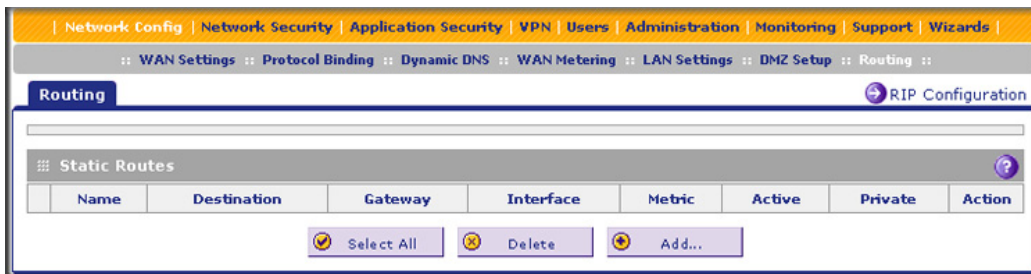 | Network Config | Network Security | Application Security | VPN | Users | Administration | Monitoring | Support | Wizards |
:: WAN Settings :: Protocol Binding :: Dynamic DNS :: WAN Metering :: LAN Settings :: DMZ Setup :: Routing ::
Routing RIP Configuration
Static Routes ?
Name Destination Gateway Interface Metric Active Private Action
Select All Delete Add...